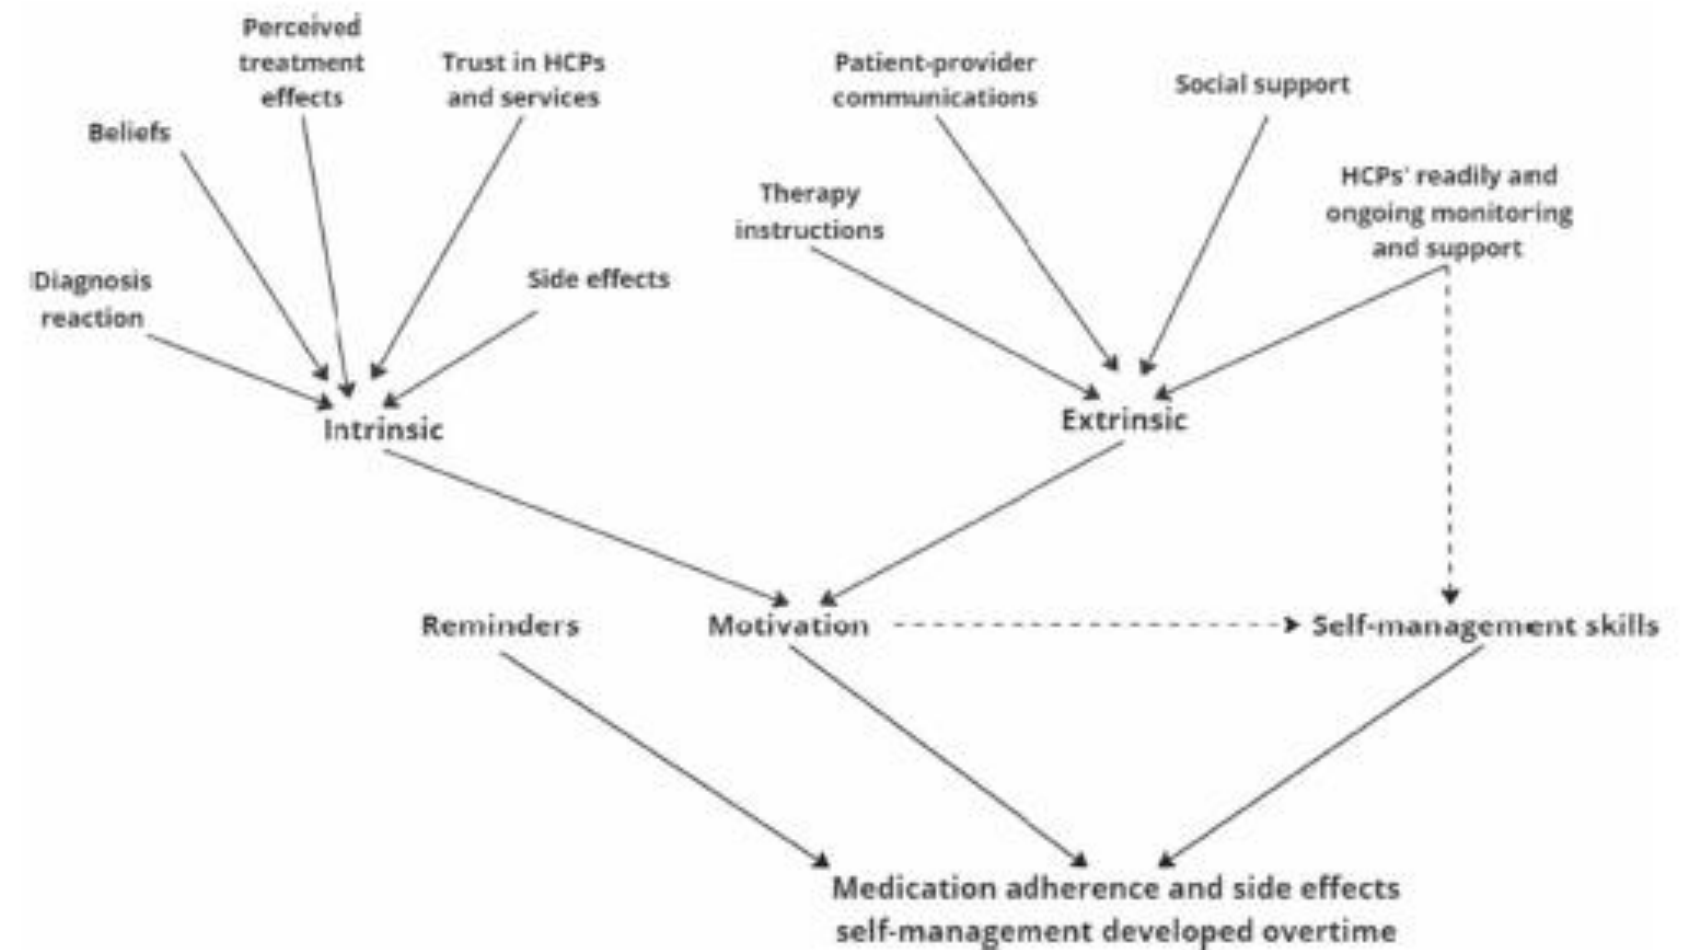 Perceived
treatment
effects
Trust in HCPs
and services
Beliefs
Diagnosis
reaction
Side effects
Intrinsic
Patient-provider
communications
Social support
Therapy
instructions
HCPs' readily and
ongoing monitoring
and support
Extrinsic
Reminders
Motivation
Self-management skills
Medication adherence and side effects
self-management developed overtime